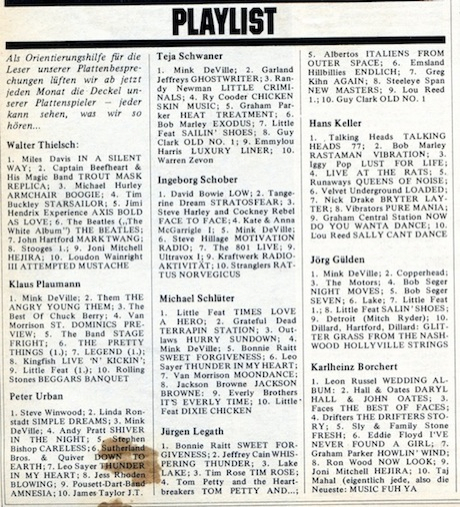 PLAYLIST
Als Orientierungshilfe für die
Leser unserer Plattenbespre-
chungen lüften wir ab jetzt
jeden Monat die Deckel un-
serer Plattenspieler — jeder
kann sehen, was wir so
hören...
Walter Thielsch:
1. Miles Davis IN A SILENT
WAY; 2. Captain Beefheart &
His Magic Band TROUT MASK
REPLICA; 3. Michael Hurley
ARMCHAIR BOOGIE; 4. Tim
Buckley STARSAILOR; 5. Jimi
Hendrix Experience AXIS BOLD
AS LOVE; 6. The Beatles („The
White Album") THE BEATLES;
7. John Hartford MARKTWANG;
8. Stooges 1.; 9. Joni Mitchell
HEJIRA; 10. Loudon Wainright
III ATTEMPTED MUSTACHE
Klaus Plaumann
1. Mink DeVille; 2. Them THE
ANGRY YOUNG THEM; 3. The
Best Of Chuck Berry; 4. Van
Morrison ST. DOMINICS PRE-
VIEW; 5. The Band STAGE
FRIGHT; 6. THE PRETTY
THINGS (1.); 7. LEGEND (1.);
8. Kingfish LIVE 'N' KICKIN';
9. Little Feat (1.); 10. Rolling
Stones BEGGARS BANQUET
Peter Urban
1. Steve Winwood; 2. Linda Ron-
stadt SIMPLE DREAMS; 3. Mink
DeVille; 4. Andy Pratt SHIVER
IN THE NIGHT; 5. Stephen
Bishop CARELESS; 6. Sutherland
Bros. & Quiver DOWN TO
EARTH; 7. Leo Sayer THUNDER
IN MY HEART; 8. Jess Rhoden
BLOWING; 9. Pousett-Dart-Band
AMNESIA; 10. James Taylor J.T.
Teja Schwaner
1. Mink DeVille; 2. Garland
Jeffreys GHOSTWRITER; 3. Ran-
dy Newman LITTLE CRIMI-
NALS; 4. Ry Cooder CHICKEN
SKIN MUSIC; 5. Graham Par-
ker HEAT TREATMENT; 6.
Bob Marley EXODUS; 7. Little
Feat SAILIN' SHOES; 8. Guy
Clark OLD NO. 1; 9. Emmylou
Harris LUXURY LINER; 10.
Warren Zevon
Ingeborg Schober
1. David Bowie LOW; 2. Tange-
rine Dream STRATOSFEAR; 3.
Steve Harley and Cockney Rebel
FACE TO FACE; 4. Kate & Anna
McGarrigle I; 5. Mink DeVille;
6. Steve Hillage MOTIVATION
RADIO; 7. The 801 LIVE; 9.
Ultravox 1; 9. Kraftwerk RADIO-
AKTIVITÄT; 10. Stranglers RAT-
TUS NORVEGICUS
Michael Schlüter
1. Little Feat TIMES LOVE
A HERO; 2. Grateful Dead
TERRAPIN STATION; 3. Out-
laws HURRY SUNDOWN; 4.
Mink DeVille; 5. Bonnie Raitt
SWEET FORGIVENESS; 6. Leo
Sayer THUNDER IN MY HEART;
7. Van Morrison MOONDANCE;
8. Jackson Browne JACKSON
BROWNE; 9. Everly Brothers
IT'S EVERLY TIME; 10. Little
Feat DIXIE CHICKEN
Jürgen Legath
1. Bonnie Raitt SWEET FOR-
GIVENESS; 2. Jeffrey Cain WHIS-
PERING THUNDER; 3. Lake
LAKE; 3. Tim Rose TIM ROSE;
4. Tom Petty and the Heart-
breakers TOM PETTY AND...;
5. Albertos ITALIENS FROM
OUTER SPACE; 6. Emsland
Hillbillies ENDLICH; 7. Greg
Kihn AGAIN; 8. Steeleye Span
NEW MASTERS; 9. Lou Reed
1.; 10. Guy Clark OLD NO. 1
Hans Keller
1. Talking Heads TALKING
HEADS 77; 2. Bob Marley
RASTAMAN VIBRATION; 3.
Iggy Pop LUST FOR LIFE;
4. LIVE AT THE RATS; 5.
Runaways QUEENS OF NOISE;
6. Velvet Underground LOADED;
7. Nick Drake BRYTER LAY-
TER; 8. Vibrators PURE MANIA
9. Graham Central Station NOW
DO YOU WANTA DANCE; 10.
Lou Reed SALLY CANT DANCE
Jörg Gülden
1. Mink DeVille; 2. Copperhead;
3. The Motors; 4. Bob Seger
NIGHT MOVES; 5. Bob Seger
SEVEN; 6. Lake; 7. Little Feat
1.; 8. Little Feat SALIN' SHOES;
9. Detroit (Mitch Ryder); 10.
Dillard, Hartford, Dillard: GLIT-
TER GRASS FROM THE NASH-
WOOD HOLLYVILLE STRINGS
Karlheinz Borchert
1. Leon Russel WEDDING AL-
BUM; 2. Hall & Oates DARYL
HALL & JOHN OATES; 3.
Faces THE BEST OF FACES;
4. Drifters THE DRIFTERS STO-
RY; 5. Sly & Family Stone
FRESH; 6. Eddie Floyd I'VE
NEVER FOUND A GIRL; 7.
Graham Parker HOWLIN' WIND;
8. Ron Wood NOW LOOK; 9.
Joni Mitchell HEJIRA; 10. Taj
Mahal (eigentlich jede, also die
Neueste: MUSIC FUH YA